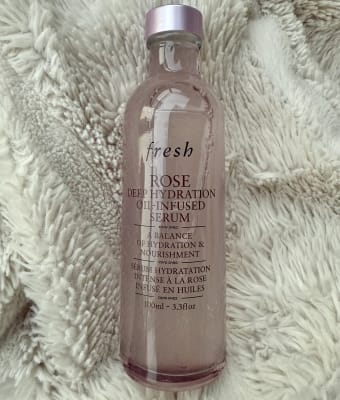 fresh
ROSE
DEEP HYDRATION
OIL-INFUSED
SERUM
A BALANCE
OF HYDRATION &
NOURISHMENT
SÉRUM HYDRATATION
INTENSE À LA ROSE
INFUSÉ EN HUILES
100ml - 3.3fl oz